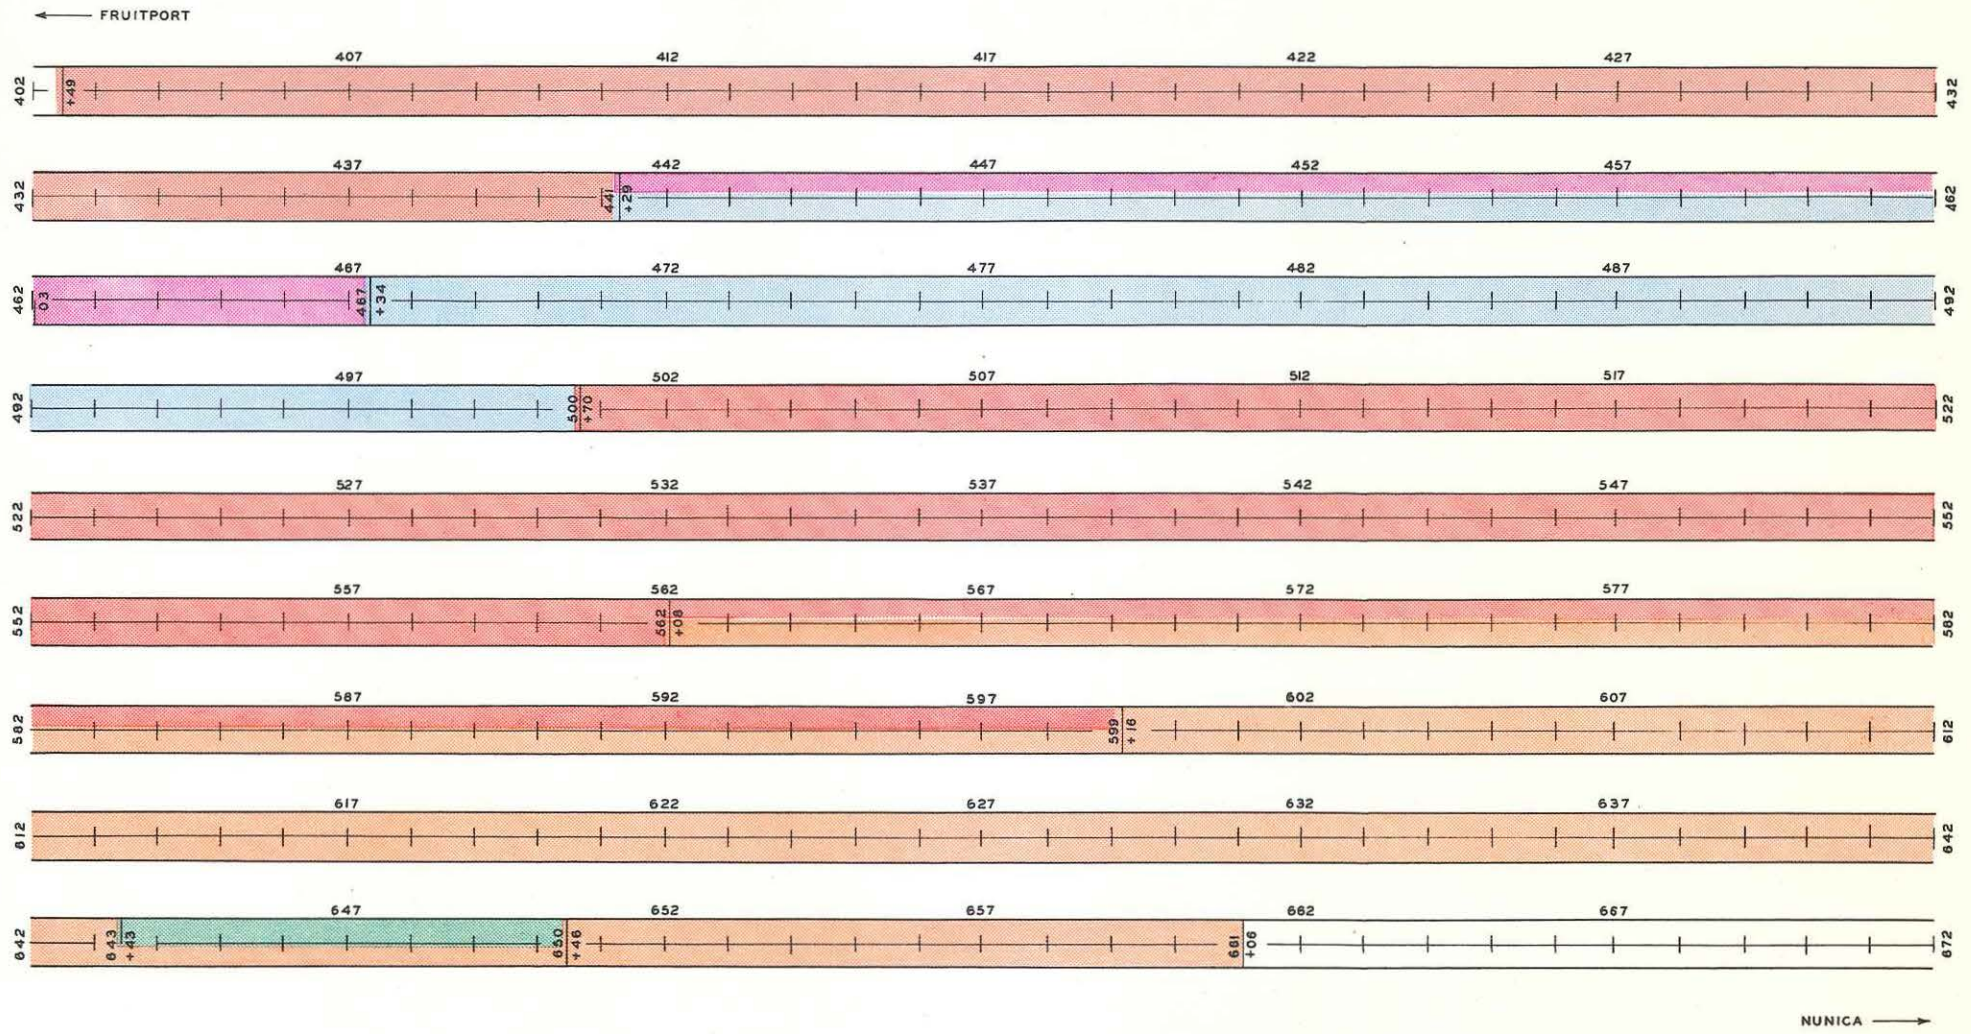 ← FRUITPORT
407 412 417 422 427
402 +49 432
437 442 447 452 457
432 441 +29 462
467 472 477 482 487
462 03 467 +34 492
497 502 507 512 517
492 500 +70 522
527 532 537 542 547
522 552
557 562 567 572 577
552 562 +08 582
587 592 597 602 607
582 599 +16 612
617 622 627 632 637
612 642
647 652 657 662 667
642 643 +43 650 +46 661 +06 672
NUNICA →